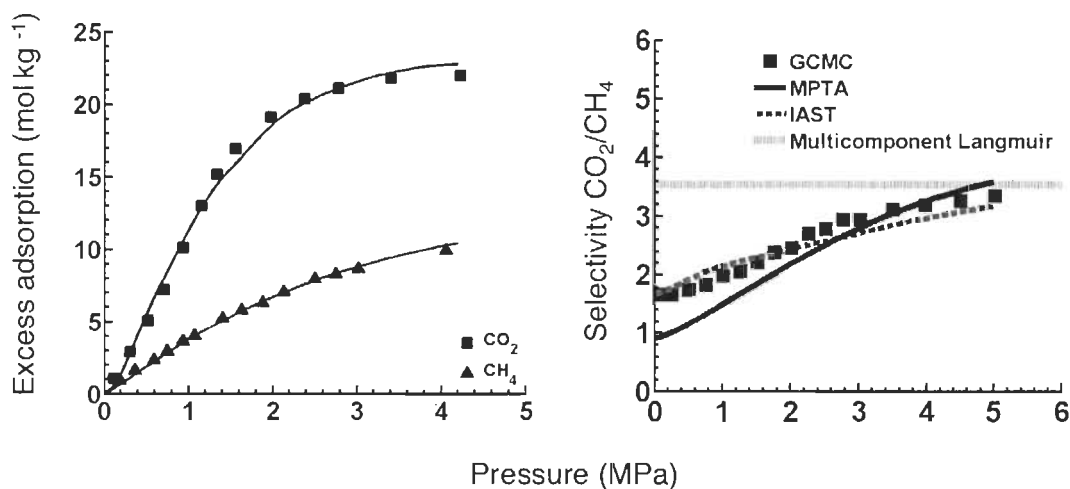 Excess adsorption (mol kg⁻¹)
25
20
15
10
5
0
0 1 2 3 4 5
CO₂
CH₄
Selectivity CO₂/CH₄
6
5
4
3
2
1
0
0 1 2 3 4 5 6
GCMC
MPTA
IAST
Multicomponent Langmuir
Pressure (MPa)